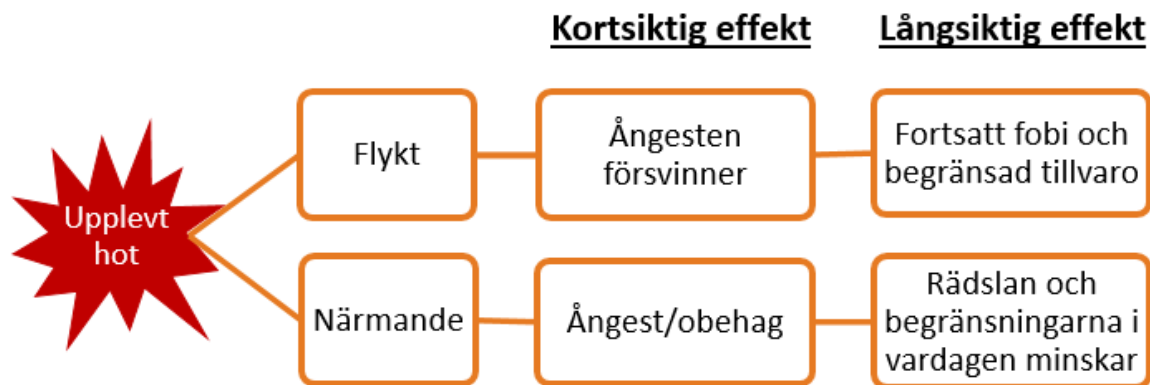 Kortsiktig effekt
Långsiktig effekt
Upplevt
hot
Flykt
Ångesten
försvinner
Fortsatt fobi och
begränsad tillvaro
Närmande
Ångest/obehag
Rädslan och
begränsningarna i
vardagen minskar